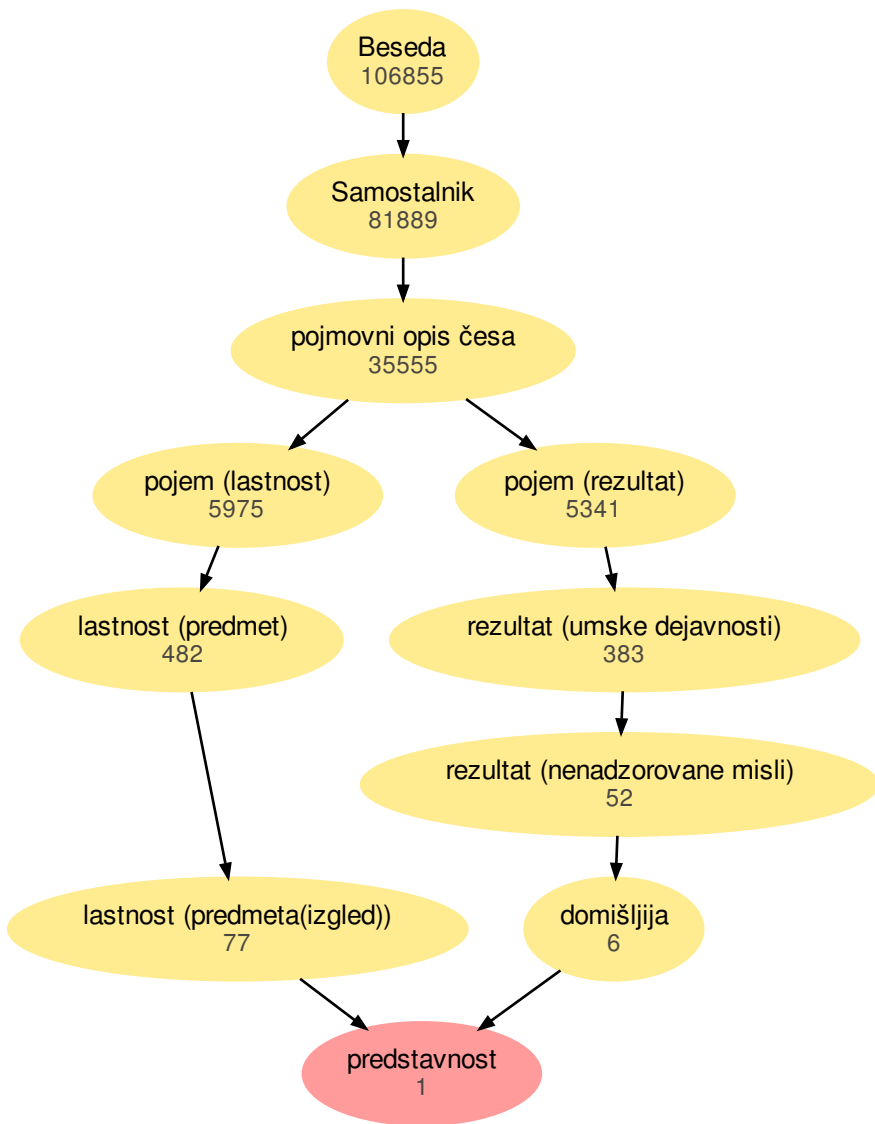 Beseda
106855
Samostalnik
81889
pojmovni opis česa
35555
pojem (lastnost)
5975
pojem (rezultat)
5341
lastnost (predmet)
482
rezultat (umske dejavnosti)
383
rezultat (nenadzorovane misli)
52
lastnost (predmeta(izgled))
77
domišljija
6
predstavnost
1